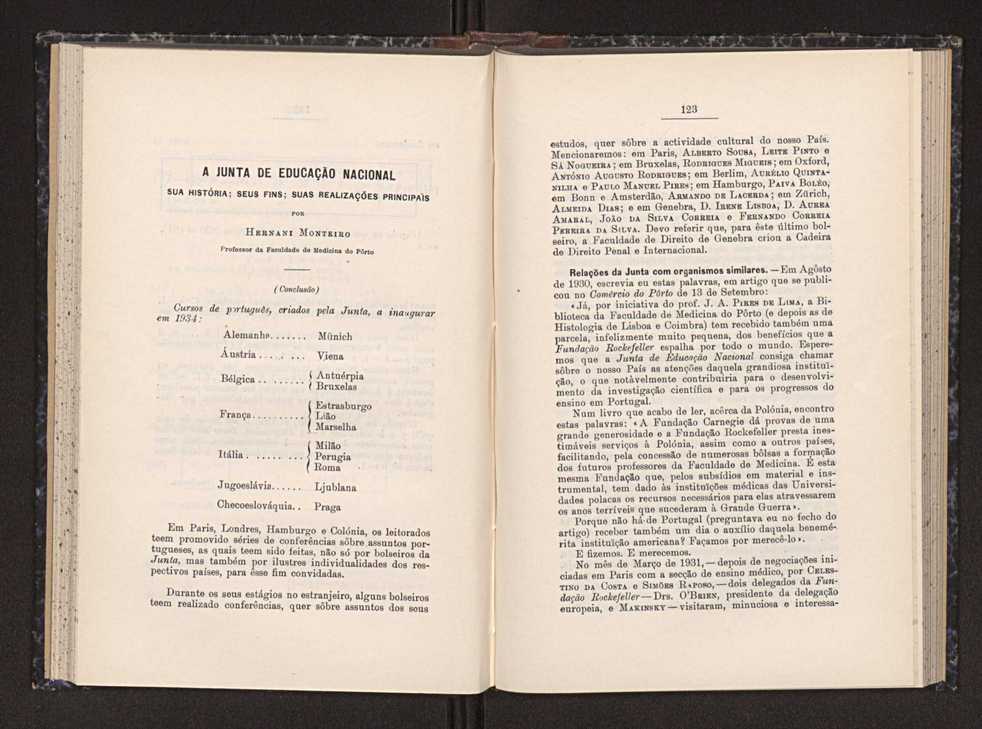 A JUNTA DE EDUCAÇÃO NACIONAL
SUA HISTÓRIA; SEUS FINS; SUAS REALIZAÇÕES PRINCIPAIS
POR
HERNANI MONTEIRO
Professor da Faculdade de Medicina do Pôrto
(Conclusão)
Cursos de português, criados pela Junta, a inaugurar
em 1934:
Alemanha....... Münich
Áustria........ Viena
Bélgica........ { Antuérpia
Bruxelas
França.......... { Estrasburgo
Lião
Marselha
Itália.......... { Milão
Perugia
Roma
Jugoeslávia...... Ljublana
Checoeslováquia.. Praga
Em Paris, Londres, Hamburgo e Colónia, os leitorados
teem promovido séries de conferências sôbre assuntos por-
tugueses, as quais teem sido feitas, não só por bolseiros da
Junta, mas também por ilustres individualidades dos res-
pectivos países, para êsse fim convidadas.
Durante os seus estágios no estranjeiro, alguns bolseiros
teem realizado conferências, quer sôbre assuntos dos seus
123
estudos, quer sôbre a actividade cultural do nosso País.
Mencionaremos: em Paris, ALBERTO SOUSA, LEITE PINTO e
SÁ NOGUEIRA; em Bruxelas, RODRIGUES MIGUEIS; em Oxford,
ANTÓNIO AUGUSTO RODRIGUES; em Berlim, AURÉLIO QUINTA-
NILHA e PAULO MANUEL PIRES; em Hamburgo, PAIVA BOLÉO,
em Bonn e Amsterdão, ARMANDO DE LACERDA; em Zürich,
ALMEIDA DIAS; e em Genebra, D. IRENE LISBOA, D. AUREA
AMARAL, JOÃO DA SILVA CORREIA e FERNANDO CORREIA
PEREIRA DA SILVA. Devo referir que, para êste último bol-
seiro, a Faculdade de Direito de Genebra criou a Cadeira
de Direito Penal e Internacional.
Relações da Junta com organismos similares. — Em Agôsto
de 1930, escrevia eu estas palavras, em artigo que se publi-
cou no Comércio do Pôrto de 13 de Setembro:
«Já, por iniciativa do prof. J. A. PIRES DE LIMA, a Bi-
blioteca da Faculdade de Medicina do Pôrto (e depois as de
Histologia de Lisboa e Coimbra) tem recebido também uma
parcela, infelizmente muito pequena, dos benefícios que a
Fundação Rockefeller espalha por todo o mundo. Espere-
mos que a Junta de Educação Nacional consiga chamar
sôbre o nosso País as atenções daquela grandiosa institui-
ção, o que notàvelmente contribuiria para o desenvolvi-
mento da investigação científica e para os progressos do
ensino em Portugal.
Num livro que acabo de ler, acêrca da Polónia, encontro
estas palavras: «A Fundação Carnegie dá provas de uma
grande generosidade e a Fundação Rockefeller presta ines-
timáveis serviços à Polónia, assim como a outros países,
facilitando, pela concessão de numerosas bôlsas a formação
dos futuros professores da Faculdade de Medicina. É esta
mesma Fundação que, pelos subsídios em material e ins-
trumental, tem dado às instituïções médicas das Universi-
dades polacas os recursos necessários para elas atravessarem
os anos terríveis que sucederam à Grande Guerra».
Porque não há-de Portugal (preguntava eu no fecho do
artigo) receber também um dia o auxílio daquela benemé-
rita instituïção americana? Façamos por merecê-lo».
E fizemos. E merecemos.
No mês de Março de 1931, — depois de negociações ini-
ciadas em Paris com a secção de ensino médico, por CELES-
TINO DA COSTA e SIMÕES RAPOSO, — dois delegados da Fun-
dação Rockefeller — Drs. O'BRIEN, presidente da delegação
europeia, e MAKINSKY — visitaram, minuciosa e interessa-